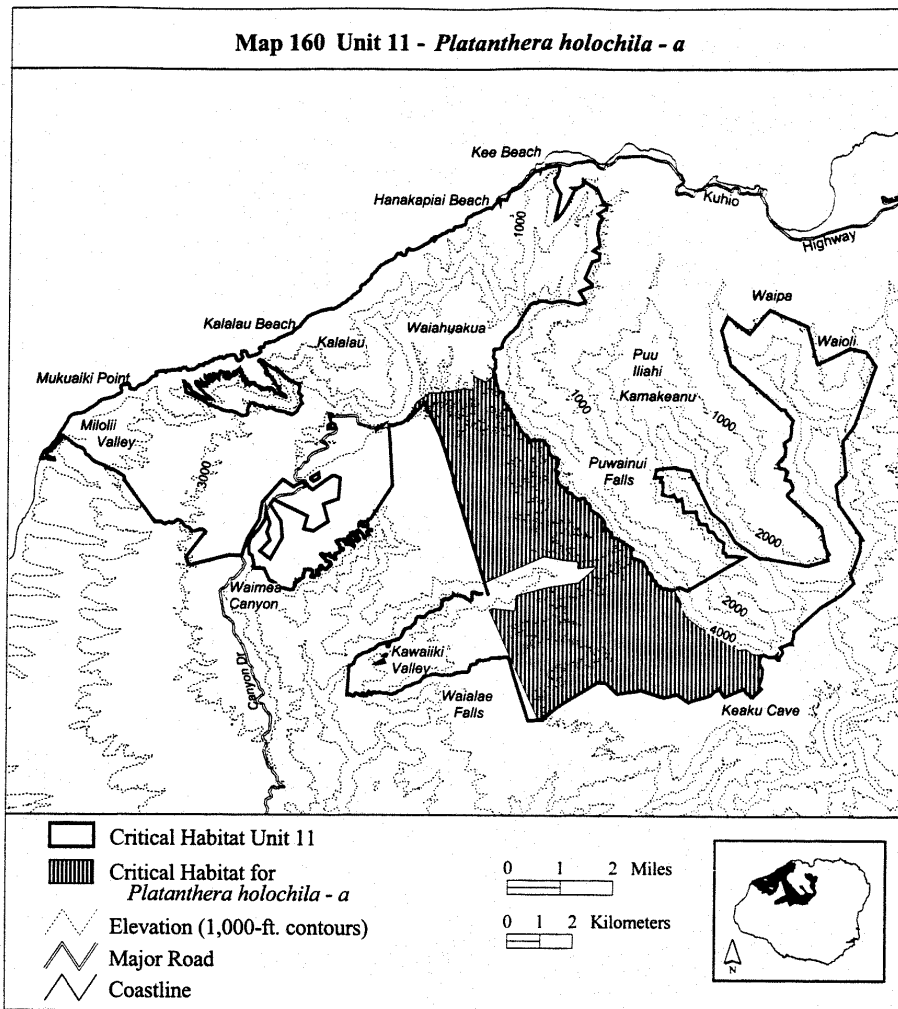 Map 160 Unit 11 - Platanthera holochila - a
Kee Beach
Hanakapiai Beach
Kuhio
Highway
1000
Waipa
Kalalau Beach
Kalalau
Waiahuakua
Waioli
Puu
Iliahi
Mukuaiki Point
Kamakeanu
1000
1000
Milolii
Valley
3000
Puwainui
Falls
2000
Waimea
Canyon
2000
4000
Kawaiiki
Valley
Canyon Dr
Waialae
Falls
Keaku Cave
Critical Habitat Unit 11
Critical Habitat for
Platanthera holochila - a
Elevation (1,000-ft. contours)
Major Road
Coastline
0 1 2 Miles
0 1 2 Kilometers
N